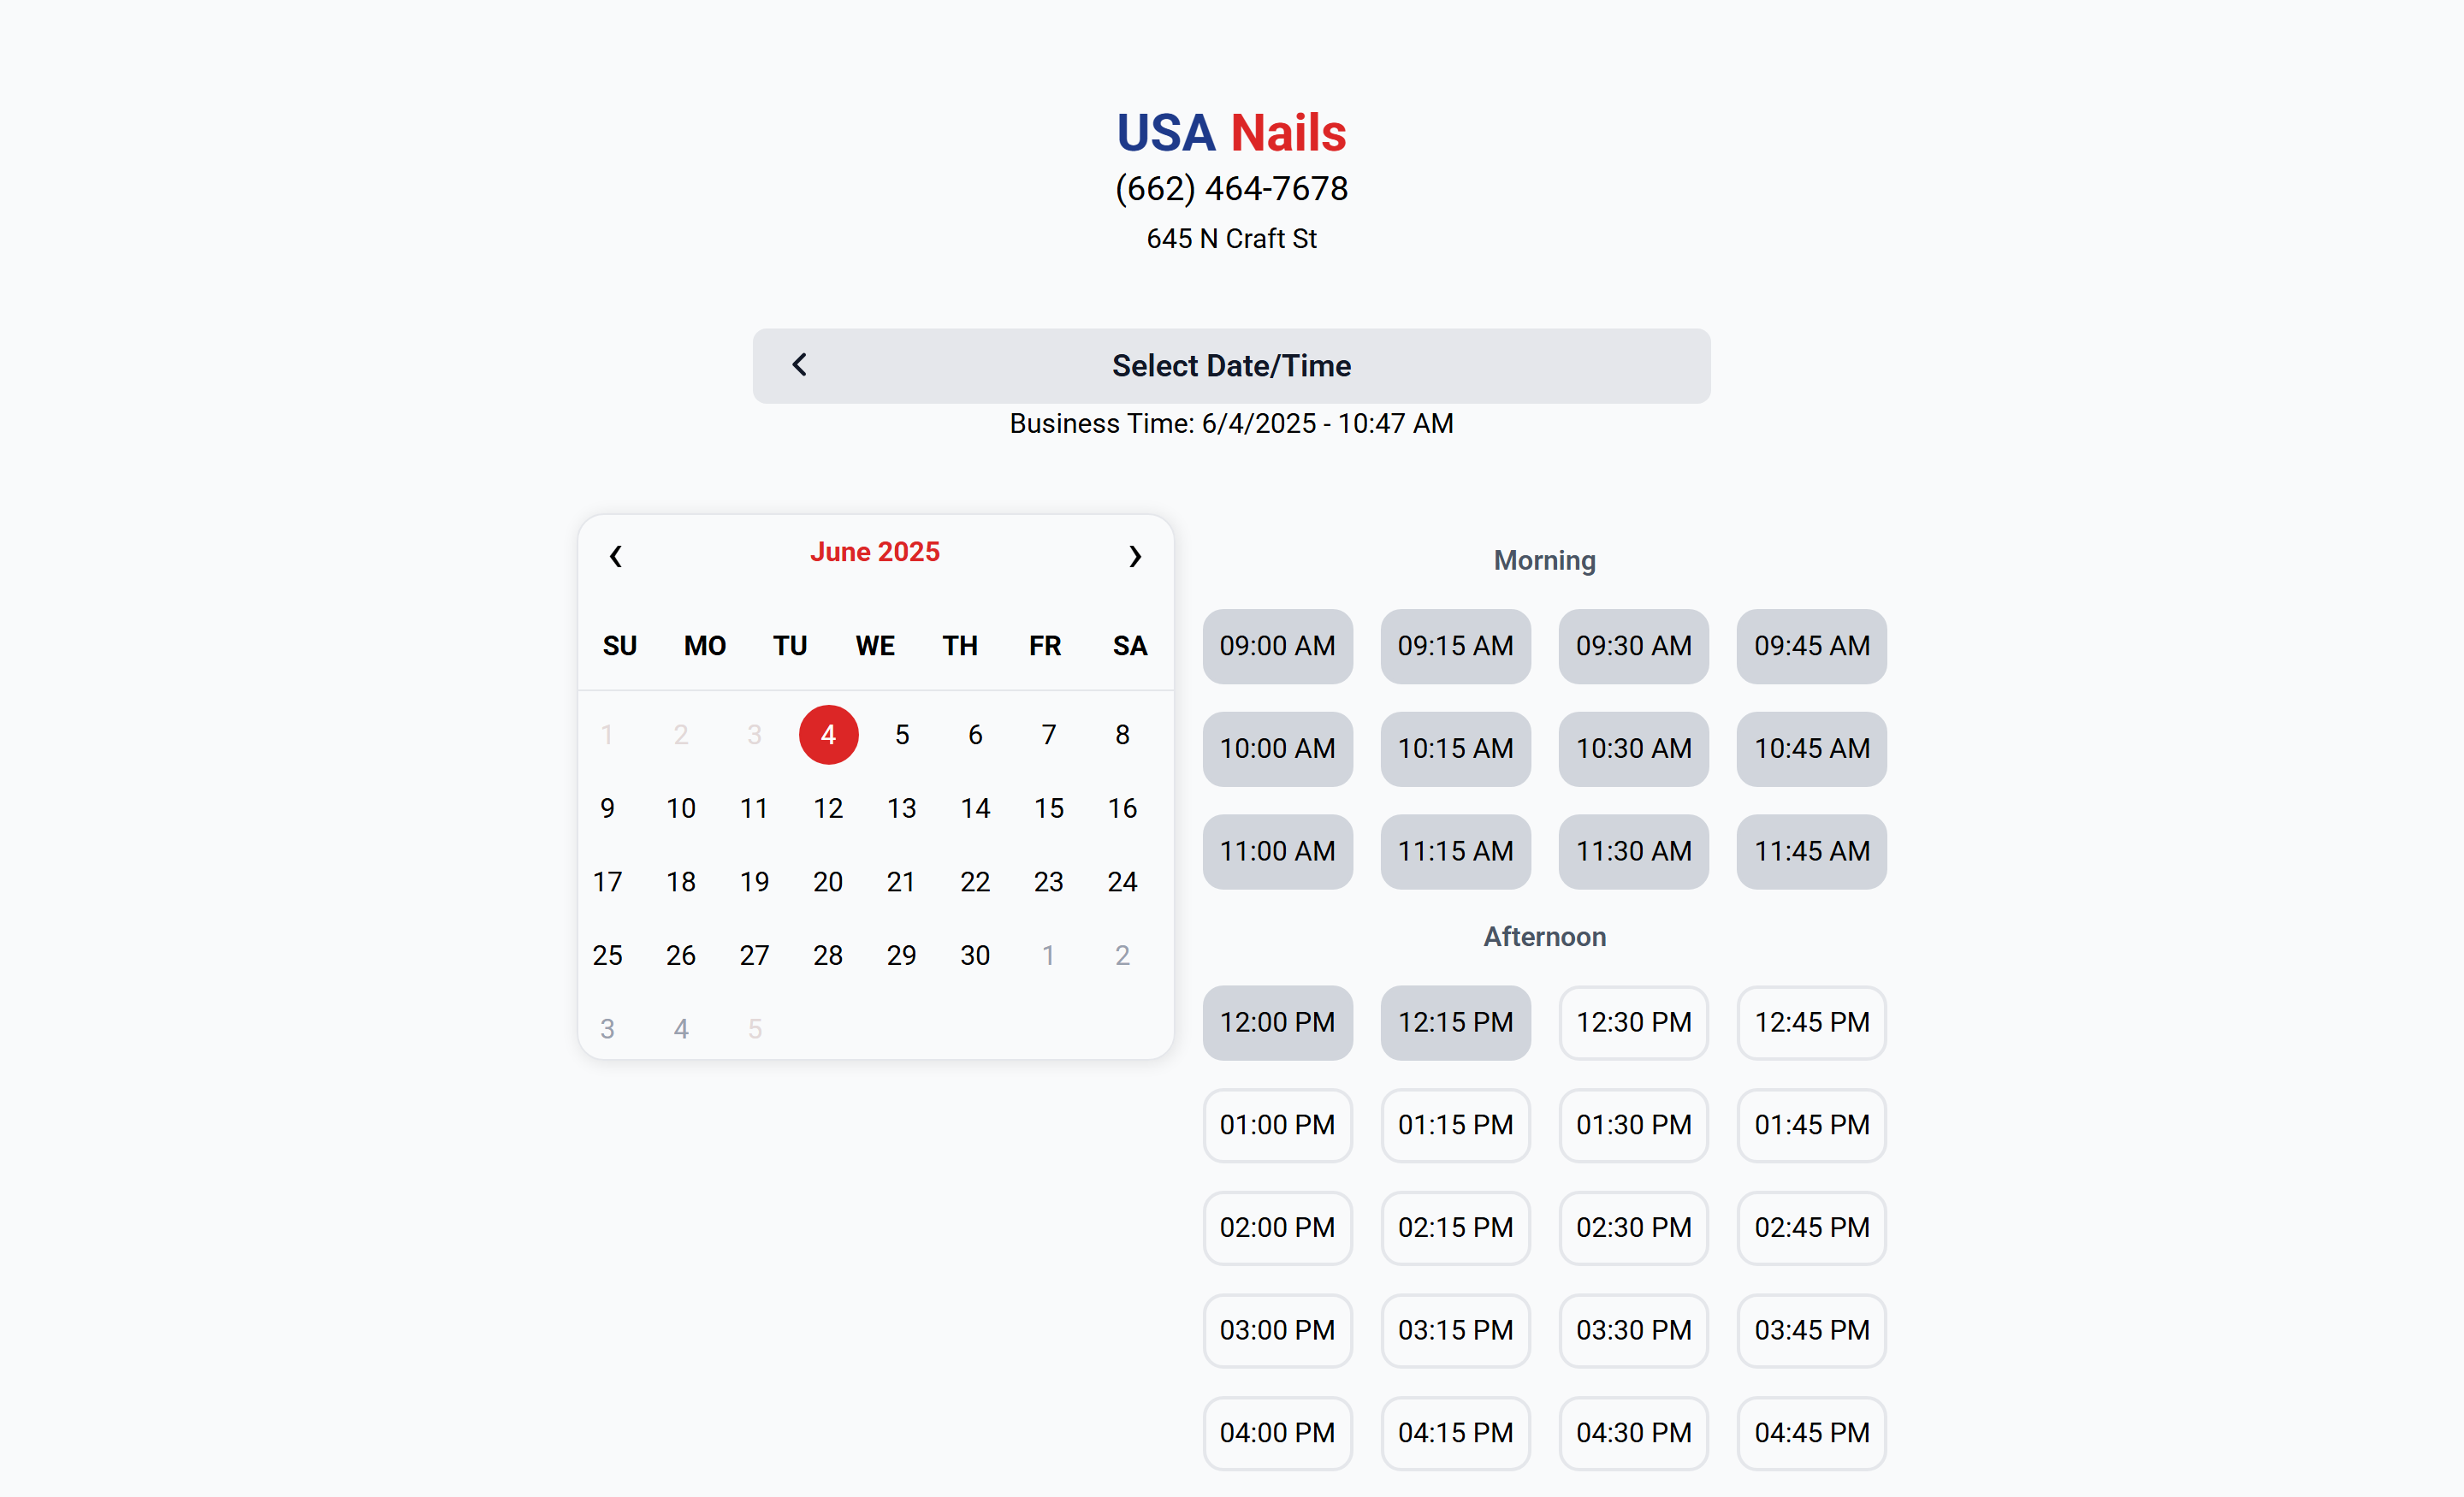 USA Nails
(662) 464-7678
645 N Craft St
Select Date/Time
Business Time: 6/4/2025 - 10:47 AM
June 2025
SU MO TU WE TH FR SA
1 2 3 4 5 6 7 8
9 10 11 12 13 14 15 16
17 18 19 20 21 22 23 24
25 26 27 28 29 30 1 2
3 4 5
Morning
09:00 AM 09:15 AM 09:30 AM 09:45 AM
10:00 AM 10:15 AM 10:30 AM 10:45 AM
11:00 AM 11:15 AM 11:30 AM 11:45 AM
Afternoon
12:00 PM 12:15 PM 12:30 PM 12:45 PM
01:00 PM 01:15 PM 01:30 PM 01:45 PM
02:00 PM 02:15 PM 02:30 PM 02:45 PM
03:00 PM 03:15 PM 03:30 PM 03:45 PM
04:00 PM 04:15 PM 04:30 PM 04:45 PM